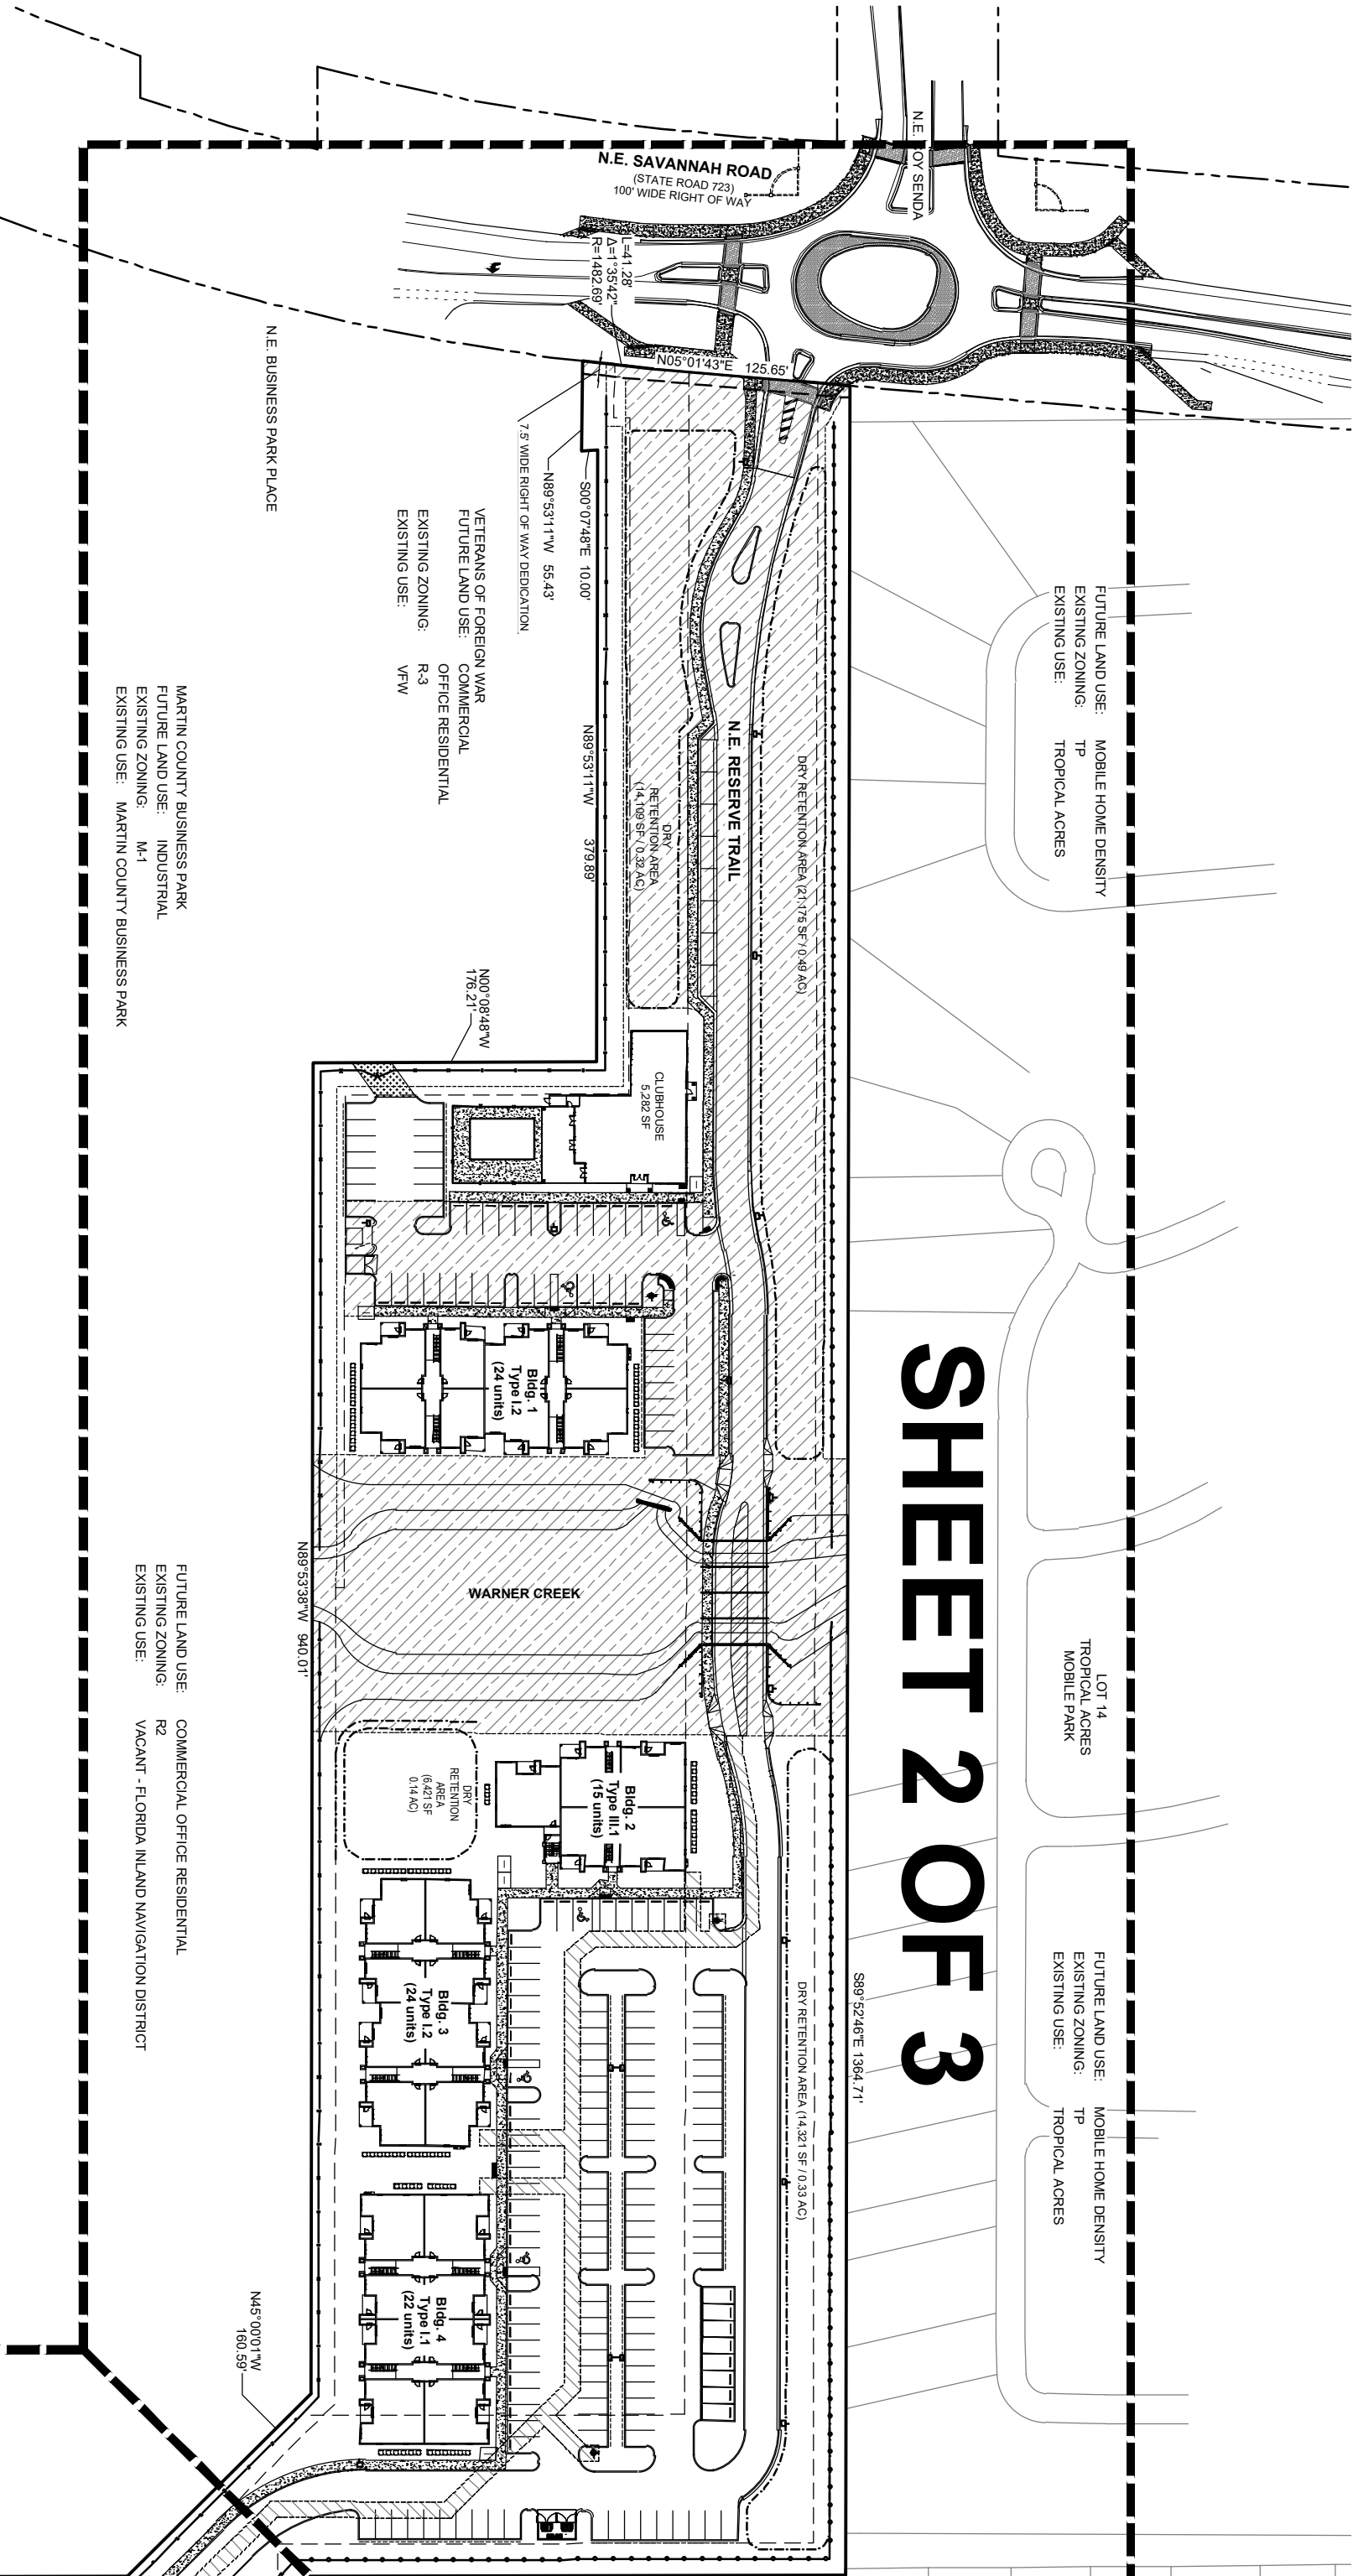 N.E. SAVANNAH ROAD
(STATE ROAD 723)
100' WIDE RIGHT OF WAY
N.E. OY SENDA
L=41.28'
Δ=1°35'42"
R=1482.69'
N05°01'43"E 125.65'
N.E. BUSINESS PARK PLACE
7.5' WIDE RIGHT OF WAY DEDICATION
N89°53'11"W 55.43'
S00°07'48"E 10.00'
VETERANS OF FOREIGN WAR
FUTURE LAND USE: COMMERCIAL
OFFICE RESIDENTIAL
EXISTING ZONING: R-3
EXISTING USE: VFW
FUTURE LAND USE: MOBILE HOME DENSITY
EXISTING ZONING: TP
EXISTING USE: TROPICAL ACRES
N.E. RESERVE TRAIL
DRY RETENTION AREA (21,175 SF / 0.49 AC)
DRY
RETENTION AREA
(14,109 SF / 0.32 AC)
N89°53'11"W 379.89'
MARTIN COUNTY BUSINESS PARK
FUTURE LAND USE: INDUSTRIAL
EXISTING ZONING: M-1
EXISTING USE: MARTIN COUNTY BUSINESS PARK
N00°08'48"W
176.21'
CLUBHOUSE
5,282 SF
Bldg. 1
Type I.2
(24 units)
SHEET 2 OF 3
WARNER CREEK
N89°53'38"W 940.01'
LOT 14
TROPICAL ACRES
MOBILE PARK
FUTURE LAND USE: COMMERCIAL OFFICE RESIDENTIAL
EXISTING ZONING: R2
EXISTING USE: VACANT - FLORIDA INLAND NAVIGATION DISTRICT
DRY
RETENTION
AREA
(6,421 SF
0.14 AC)
Bldg. 2
Type III.1
(15 units)
Bldg. 3
Type I.2
(24 units)
S89°52'46"E 1364.71'
DRY RETENTION AREA (14,321 SF / 0.33 AC)
FUTURE LAND USE: MOBILE HOME DENSITY
EXISTING ZONING: TP
EXISTING USE: TROPICAL ACRES
Bldg. 4
Type I.1
(22 units)
N45°00'01"W
160.59'